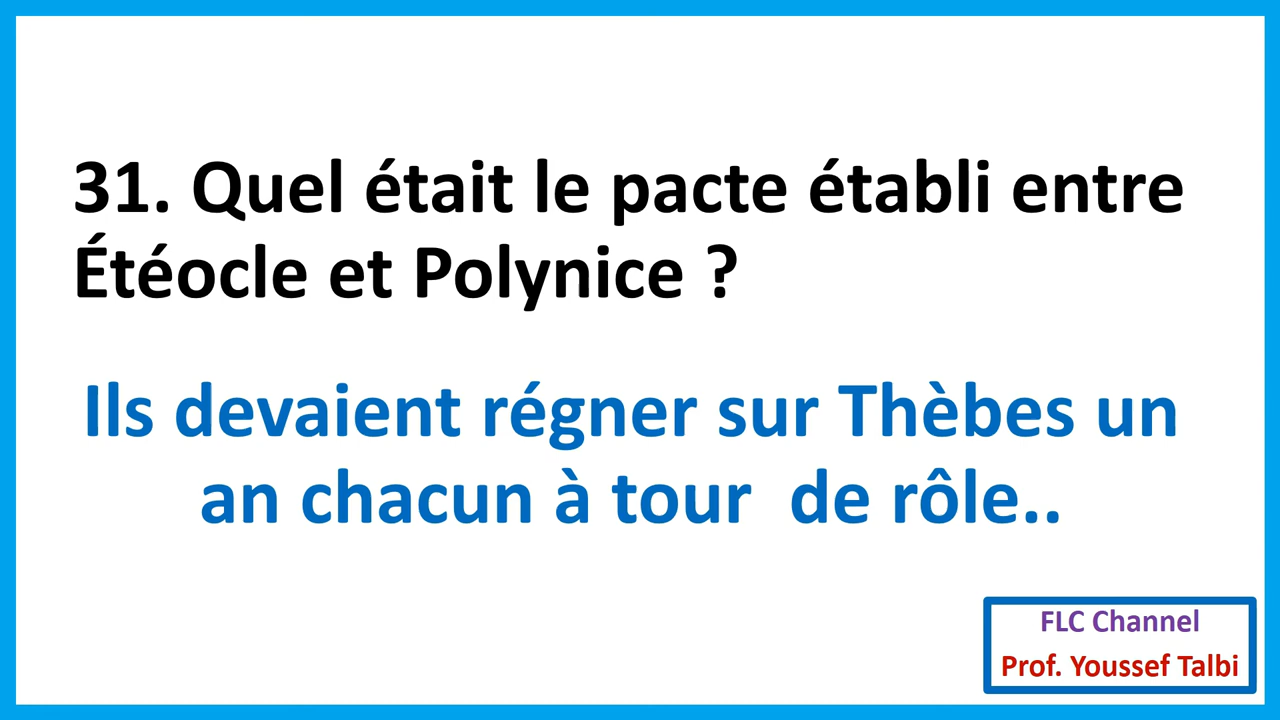 31. Quel était le pacte établi entre
Étéocle et Polynice ?
Ils devaient régner sur Thèbes un
an chacun à tour  de rôle..
FLC Channel
Prof. Youssef Talbi